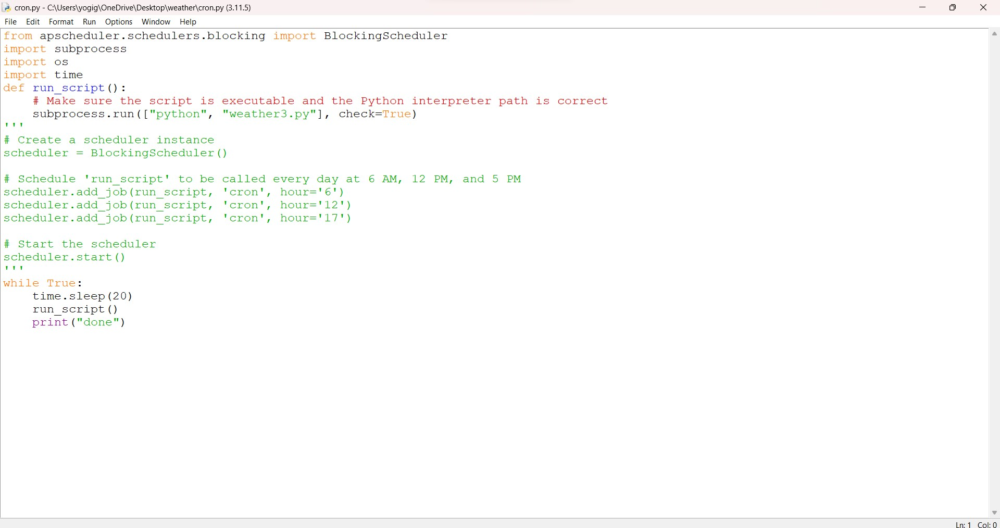 cron.py - C:\Users\yogig\OneDrive\Desktop\weather\cron.py (3.11.5)
File Edit Format Run Options Window Help
from apscheduler.schedulers.blocking import BlockingScheduler
import subprocess
import os
import time
def run_script():
    # Make sure the script is executable and the Python interpreter path is correct
    subprocess.run(["python", "weather3.py"], check=True)
'''
# Create a scheduler instance
scheduler = BlockingScheduler()

# Schedule 'run_script' to be called every day at 6 AM, 12 PM, and 5 PM
scheduler.add_job(run_script, 'cron', hour='6')
scheduler.add_job(run_script, 'cron', hour='12')
scheduler.add_job(run_script, 'cron', hour='17')

# Start the scheduler
scheduler.start()
'''
while True:
    time.sleep(20)
    run_script()
    print("done")
Ln: 1 Col: 0